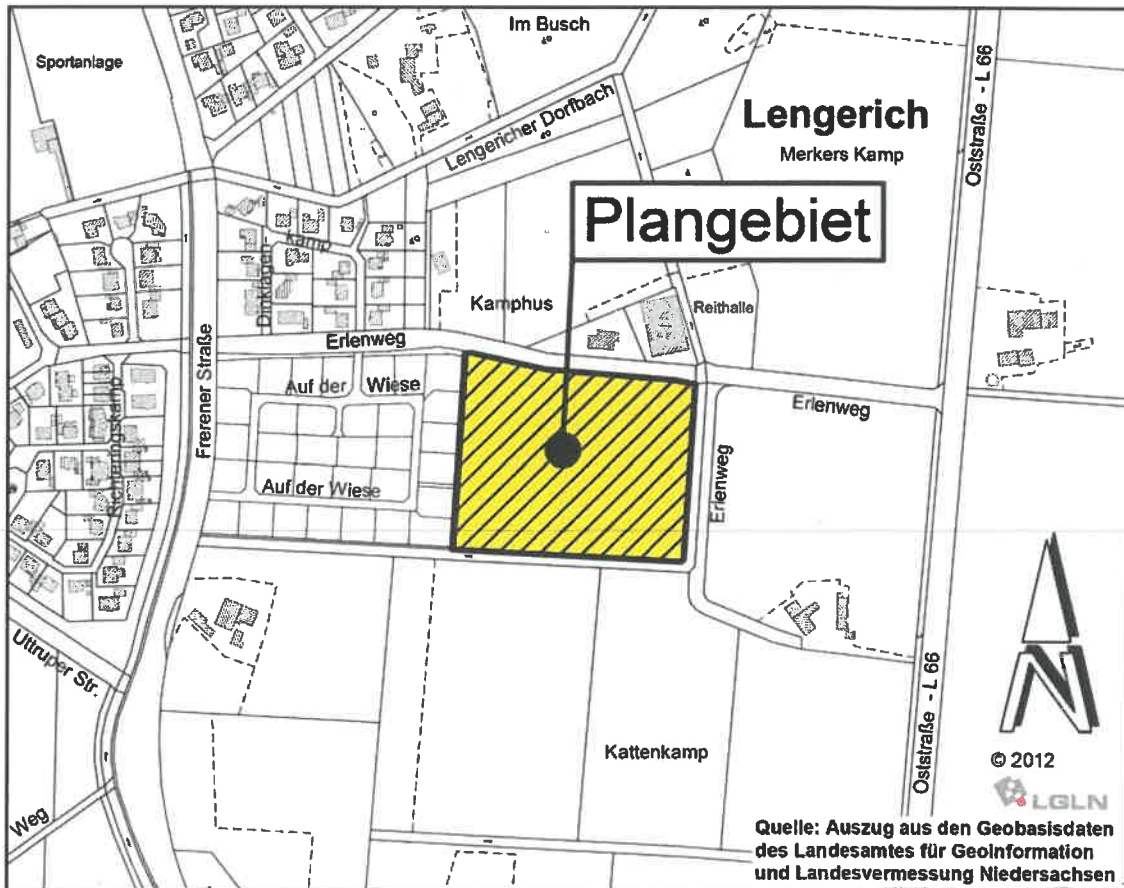 Im Busch
Sportanlage
Lengericher Dorfbach
Lengerich
Merkers Kamp
Oststraße - L 66
Plangebiet
Dinklagen-
kamp
Kamphus
Reithalle
Erlenweg
Frerener Straße
Auf der Wiese
Erlenweg
Richteringskamp
Auf der Wiese
Erlenweg
Uttruper Str.
Oststraße - L 66
Kattenkamp
N
© 2012
LGLN
Weg
Quelle: Auszug aus den Geobasisdaten
des Landesamtes für Geoinformation
und Landesvermessung Niedersachsen